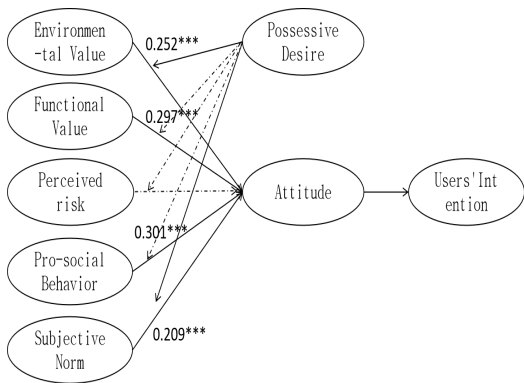 Environmen
-tal Value
Possessive
Desire
0.252***
Functional
Value
0.297***
Perceived
risk
Attitude
Users'Int
ention
0.301***
Pro-social
Behavior
Subjective
Norm
0.209***